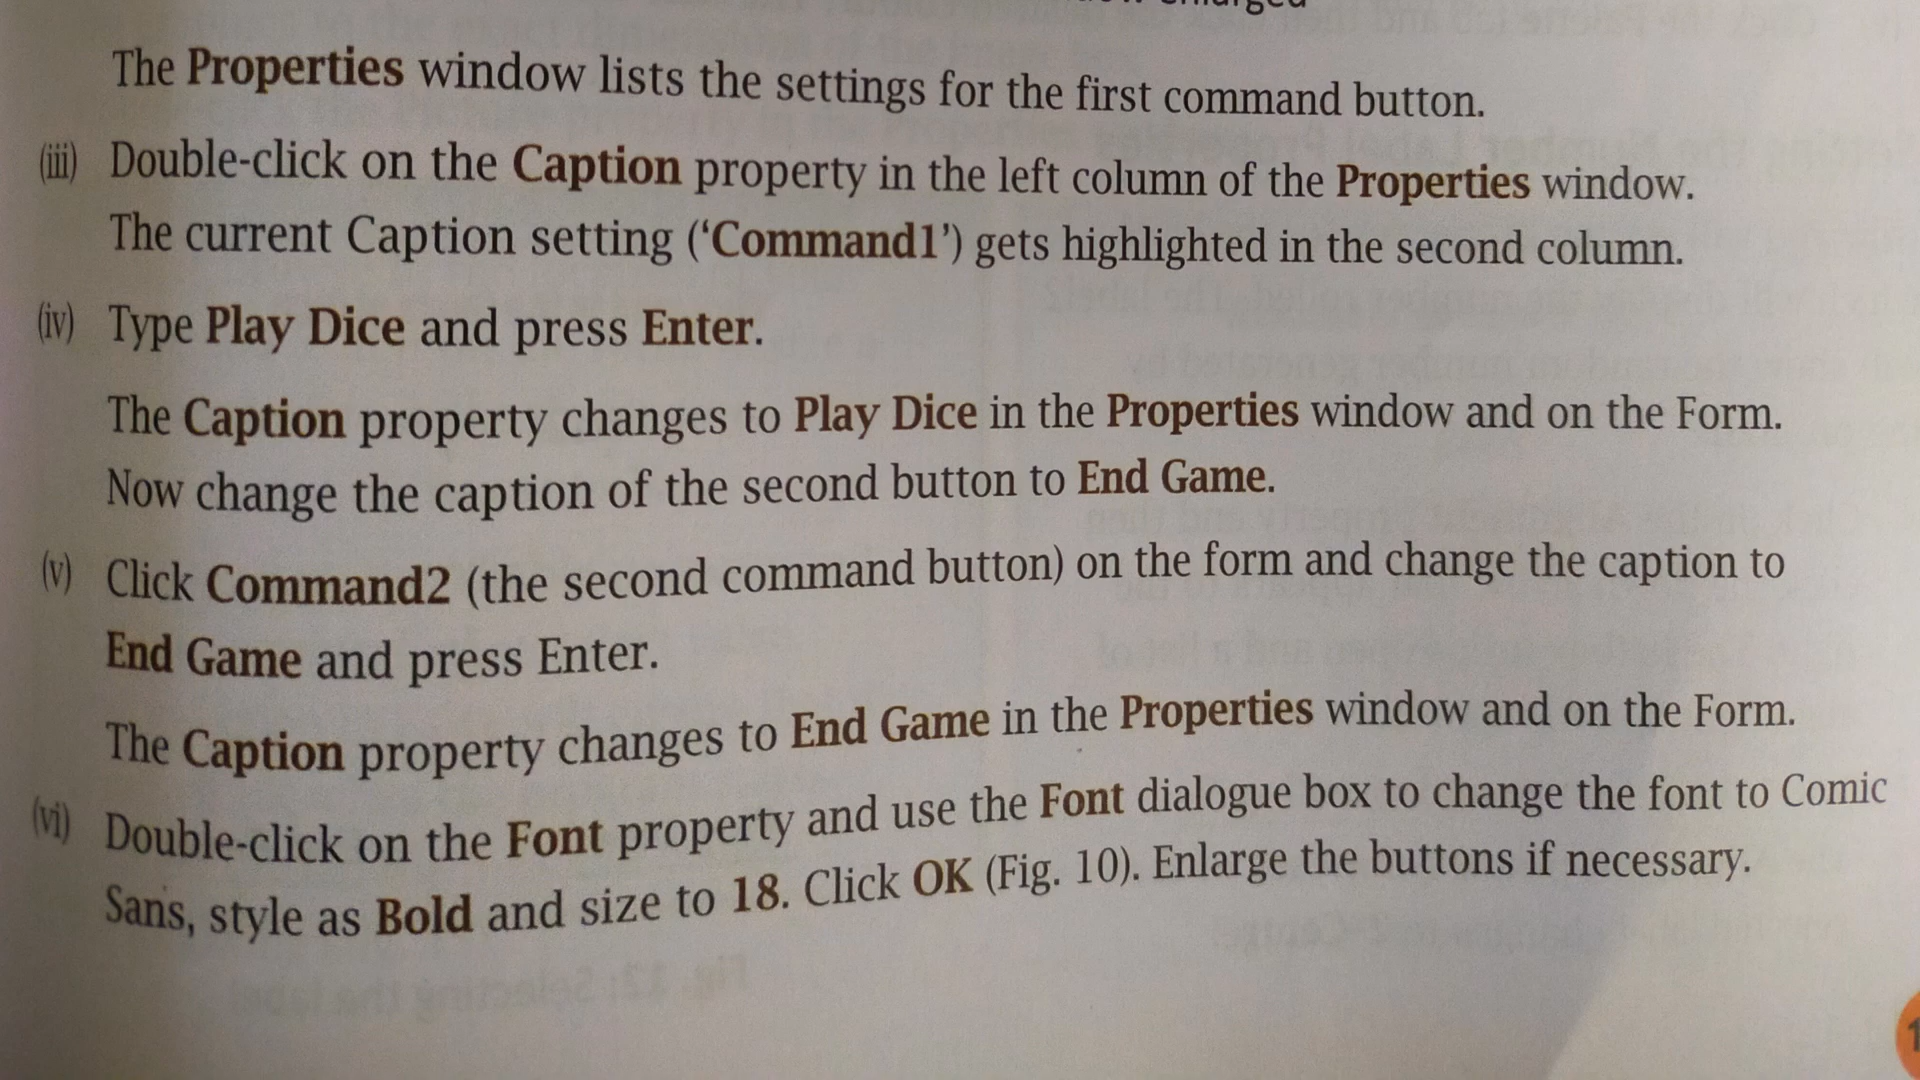 The Properties window lists the settings for the first command button.
(iii) Double-click on the Caption property in the left column of the Properties window.
The current Caption setting (‘Command1’) gets highlighted in the second column.
(iv) Type Play Dice and press Enter.
The Caption property changes to Play Dice in the Properties window and on the Form.
Now change the caption of the second button to End Game.
(v) Click Command2 (the second command button) on the form and change the caption to
End Game and press Enter.
The Caption property changes to End Game in the Properties window and on the Form.
(vi) Double-click on the Font property and use the Font dialogue box to change the font to Comic
Sans, style as Bold and size to 18. Click OK (Fig. 10). Enlarge the buttons if necessary.